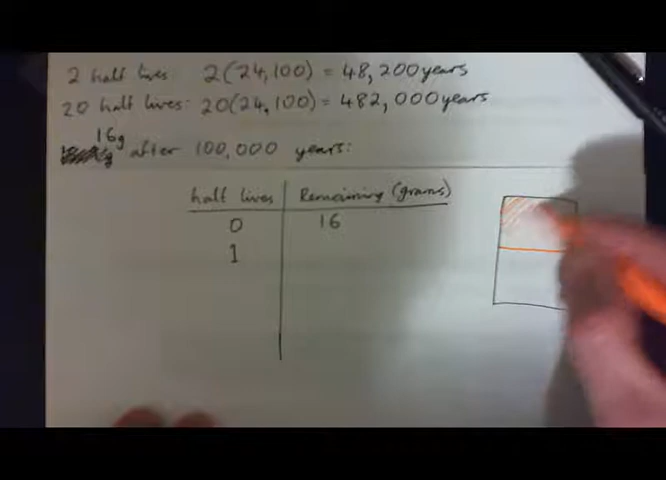 2 half lives: 2(24,100) = 48,200 years
20 half lives: 20(24,100) = 482,000 years
16g
g after 100,000 years:
half lives Remaining (grams)
0 16
1